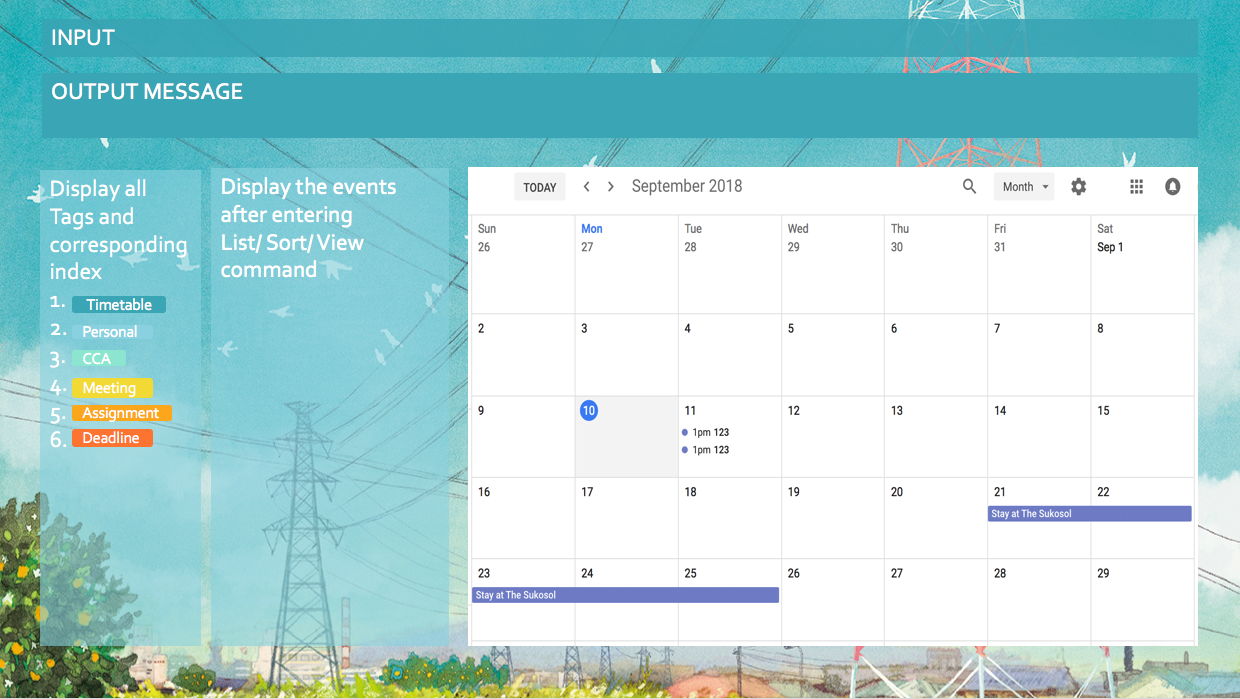 INPUT
OUTPUT MESSAGE
Display all
Tags and
corresponding
index
1. Timetable
2. Personal
3. CCA
4. Meeting
5. Assignment
6. Deadline
Display the events
after entering
List/ Sort/ View
command
TODAY < > September 2018 Month
Sun Mon Tue Wed Thu Fri Sat
26 27 28 29 30 31 Sep 1
2 3 4 5 6 7 8
9 10 11 12 13 14 15
1pm 123
1pm 123
16 17 18 19 20 21 22
Stay at The Sukosol
23 24 25 26 27 28 29
Stay at The Sukosol